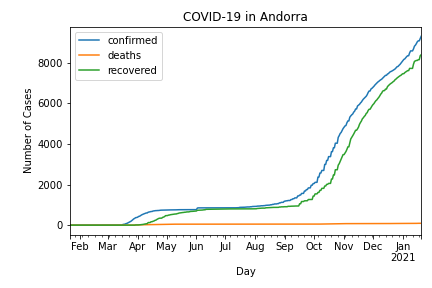 COVID-19 in Andorra
confirmed
deaths
recovered
Number of Cases
8000
6000
4000
2000
0
Feb Mar Apr May Jun Jul Aug Sep Oct Nov Dec Jan
2021
Day